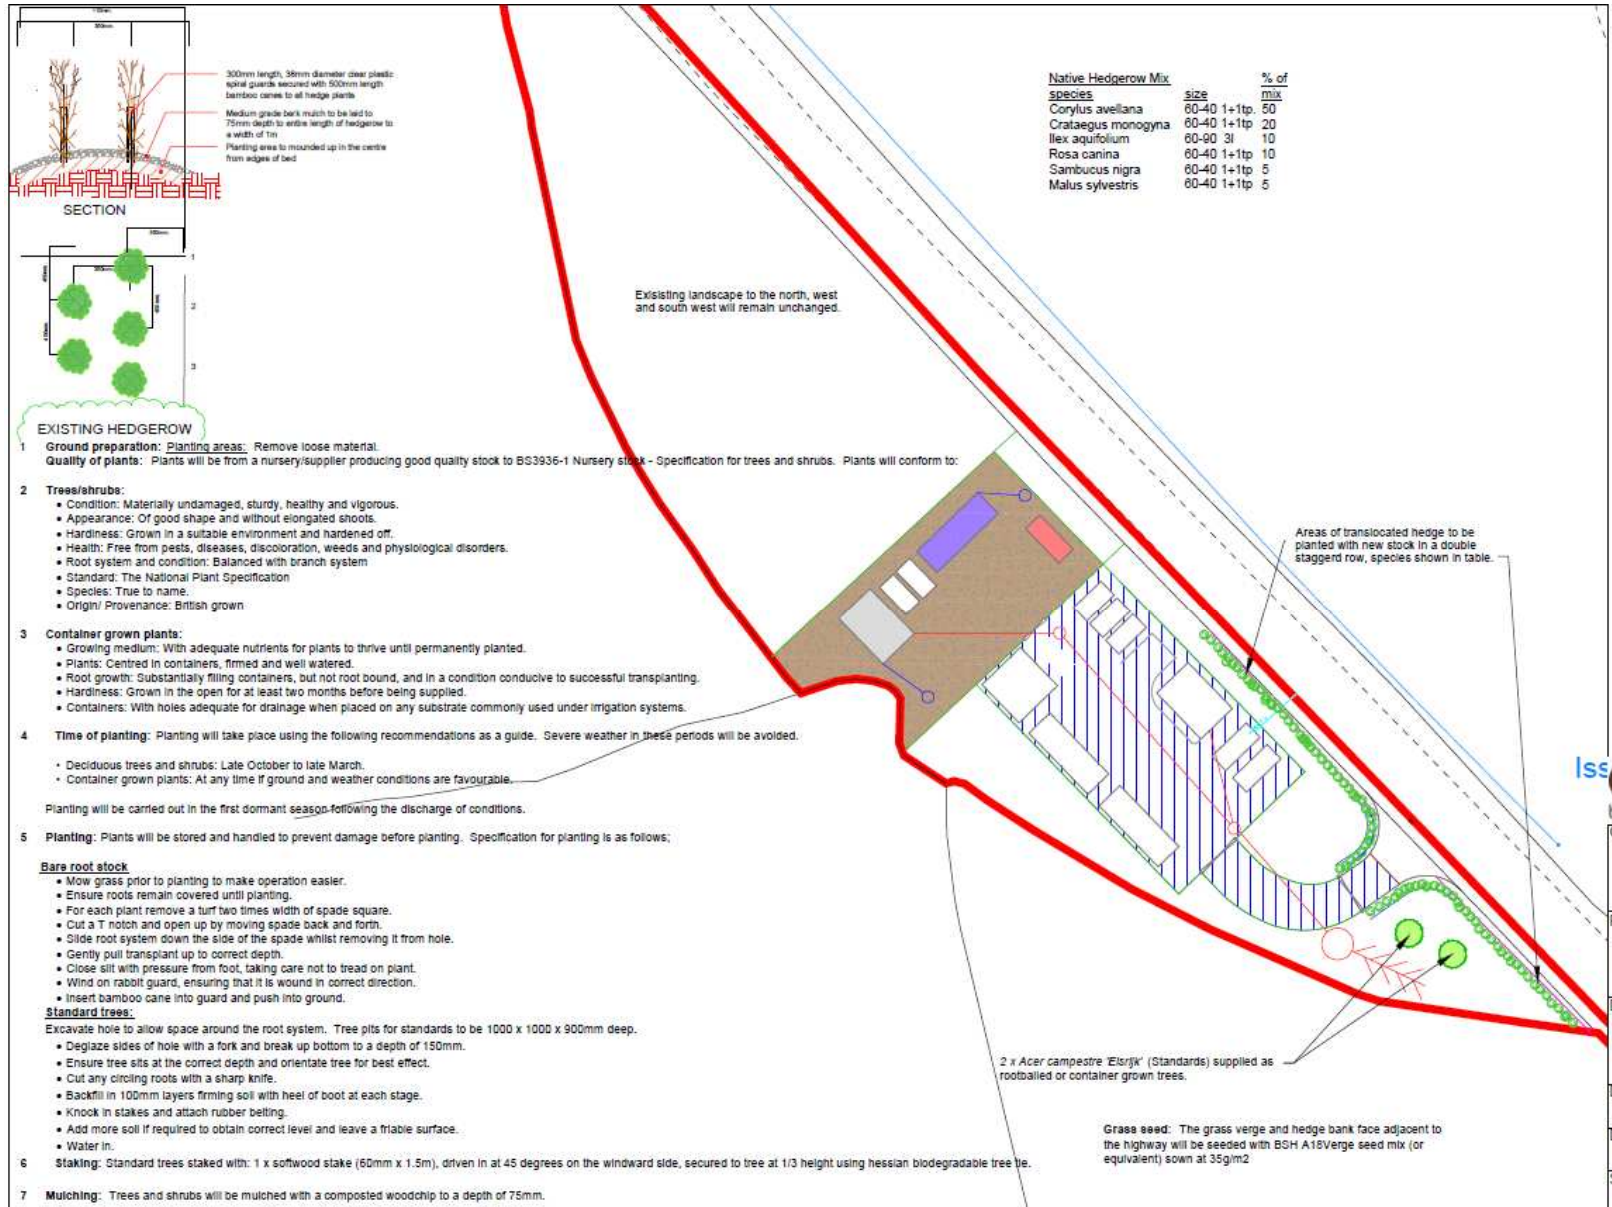 300mm length, 38mm diameter clear plastic
spiral guards secured with 500mm length
bamboo canes to all hedge plants
Medium grade bark mulch to be laid to
75mm depth to entire length of hedgerow to
a width of 1m
Planting area to mounded up in the centre
from edges of bed
SECTION
1
2
3
EXISTING HEDGEROW
Native Hedgerow Mix % of
species size mix
Corylus avellana 60-40 1+1tp. 50
Crataegus monogyna 60-40 1+1tp 20
Ilex aquifolium 60-90 3l 10
Rosa canina 60-40 1+1tp 10
Sambucus nigra 60-40 1+1tp 5
Malus sylvestris 60-40 1+1tp 5
Exisisting landscape to the north, west
and south west will remain unchanged.
1 Ground preparation: Planting areas: Remove loose material.
Quality of plants: Plants will be from a nursery/supplier producing good quality stock to BS3936-1 Nursery stock - Specification for trees and shrubs. Plants will conform to:
2 Trees/shrubs:
• Condition: Materially undamaged, sturdy, healthy and vigorous.
• Appearance: Of good shape and without elongated shoots.
• Hardiness: Grown in a suitable environment and hardened off.
• Health: Free from pests, diseases, discoloration, weeds and physiological disorders.
• Root system and condition: Balanced with branch system
• Standard: The National Plant Specification
• Species: True to name.
• Origin/ Provenance: British grown
3 Container grown plants:
• Growing medium: With adequate nutrients for plants to thrive until permanently planted.
• Plants: Centred in containers, firmed and well watered.
• Root growth: Substantially filling containers, but not root bound, and in a condition conducive to successful transplanting.
• Hardiness: Grown in the open for at least two months before being supplied.
• Containers: With holes adequate for drainage when placed on any substrate commonly used under irrigation systems.
4 Time of planting: Planting will take place using the following recommendations as a guide. Severe weather in these periods will be avoided.
• Deciduous trees and shrubs: Late October to late March.
• Container grown plants: At any time if ground and weather conditions are favourable.
Planting will be carried out in the first dormant season following the discharge of conditions.
5 Planting: Plants will be stored and handled to prevent damage before planting. Specification for planting is as follows;
Bare root stock
• Mow grass prior to planting to make operation easier.
• Ensure roots remain covered until planting.
• For each plant remove a turf two times width of spade square.
• Cut a T notch and open up by moving spade back and forth.
• Slide root system down the side of the spade whilst removing it from hole.
• Gently pull transplant up to correct depth.
• Close slit with pressure from foot, taking care not to tread on plant.
• Wind on rabbit guard, ensuring that it is wound in correct direction.
• Insert bamboo cane into guard and push into ground.
Standard trees:
Excavate hole to allow space around the root system. Tree pits for standards to be 1000 x 1000 x 900mm deep.
• Deglaze sides of hole with a fork and break up bottom to a depth of 150mm.
• Ensure tree sits at the correct depth and orientate tree for best effect.
• Cut any circling roots with a sharp knife.
• Backfill in 100mm layers firming soil with heel of boot at each stage.
• Knock in stakes and attach rubber belting.
• Add more soil if required to obtain correct level and leave a friable surface.
• Water in.
6 Staking: Standard trees staked with: 1 x softwood stake (60mm x 1.5m), driven in at 45 degrees on the windward side, secured to tree at 1/3 height using hessian biodegradable tree tie.
7 Mulching: Trees and shrubs will be mulched with a composted woodchip to a depth of 75mm.
Areas of translocated hedge to be
planted with new stock in a double
staggerd row, species shown in table.
Iss
2 x Acer campestre 'Elsrijk' (Standards) supplied as
rootballed or container grown trees.
Grass seed: The grass verge and hedge bank face adjacent to
the highway will be seeded with BSH A18Verge seed mix (or
equivalent) sown at 35g/m2